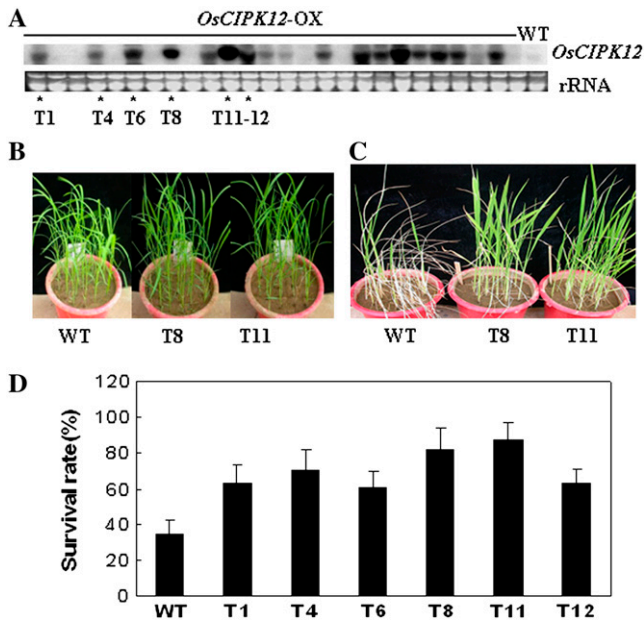 A
OsCIPK12-OX
WT
OsCIPK12
rRNA
* * * * * *
T1 T4 T6 T8 T11-12
B
C
WT T8 T11
WT T8 T11
D
Survival rate(%)
120
100
80
60
40
20
0
WT T1 T4 T6 T8 T11 T12